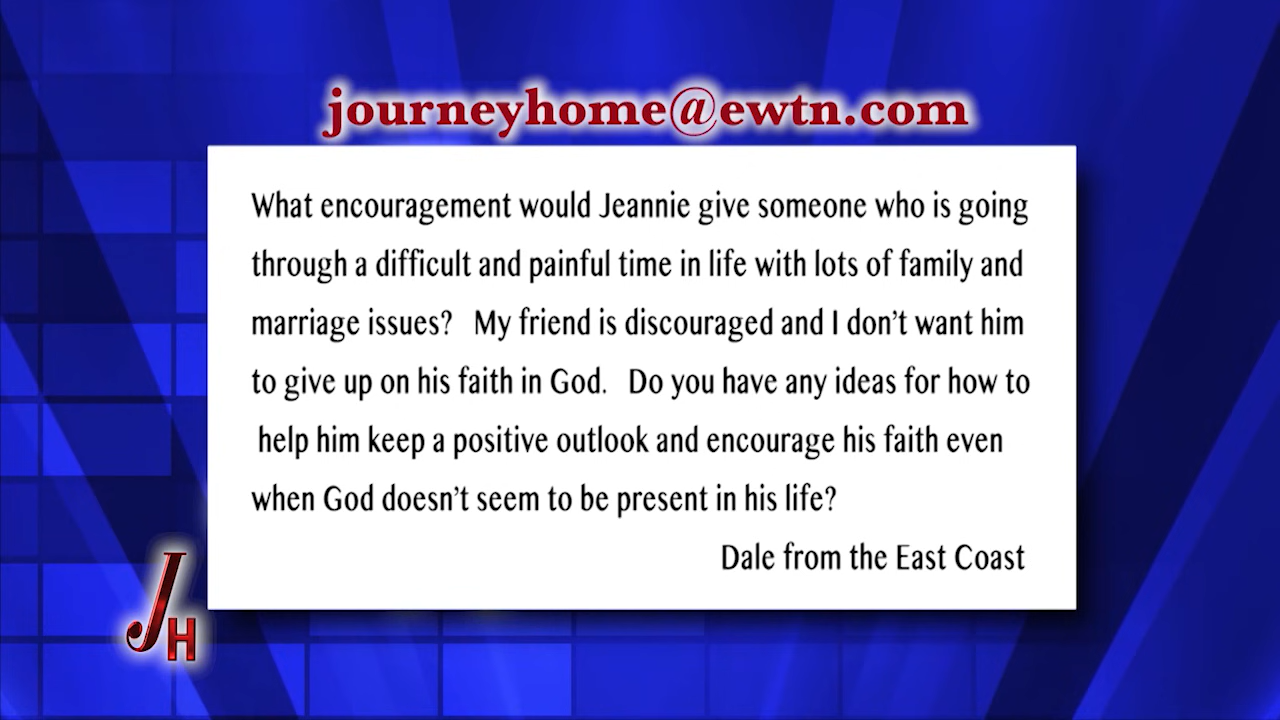 journeyhome@ewtn.com
What encouragement would Jeannie give someone who is going
through a difficult and painful time in life with lots of family and
marriage issues?   My friend is discouraged and I don't want him
to give up on his faith in God.   Do you have any ideas for how to
help him keep a positive outlook and encourage his faith even
when God doesn't seem to be present in his life?
Dale from the East Coast
JH